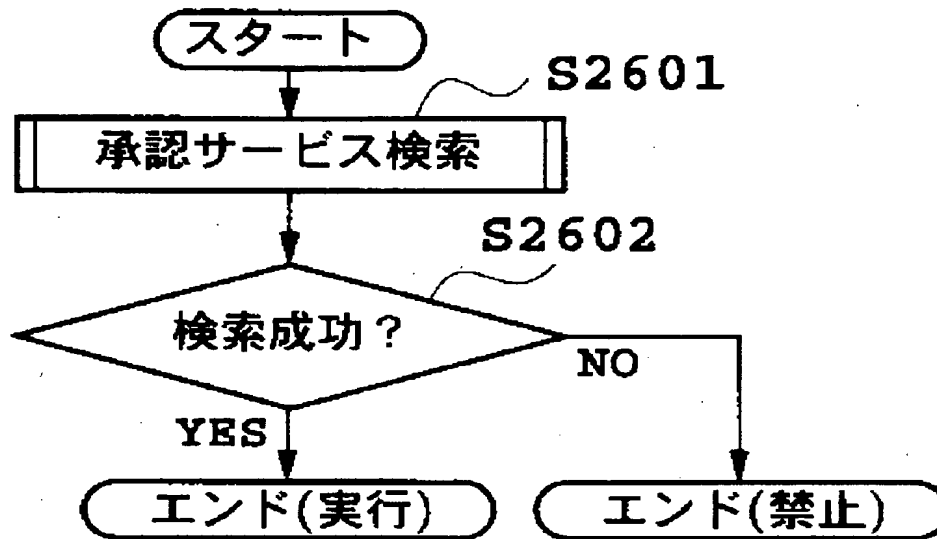 スタート
S2601
承認サービス検索
S2602
検索成功？
NO
YES
エンド(実行)
エンド(禁止)